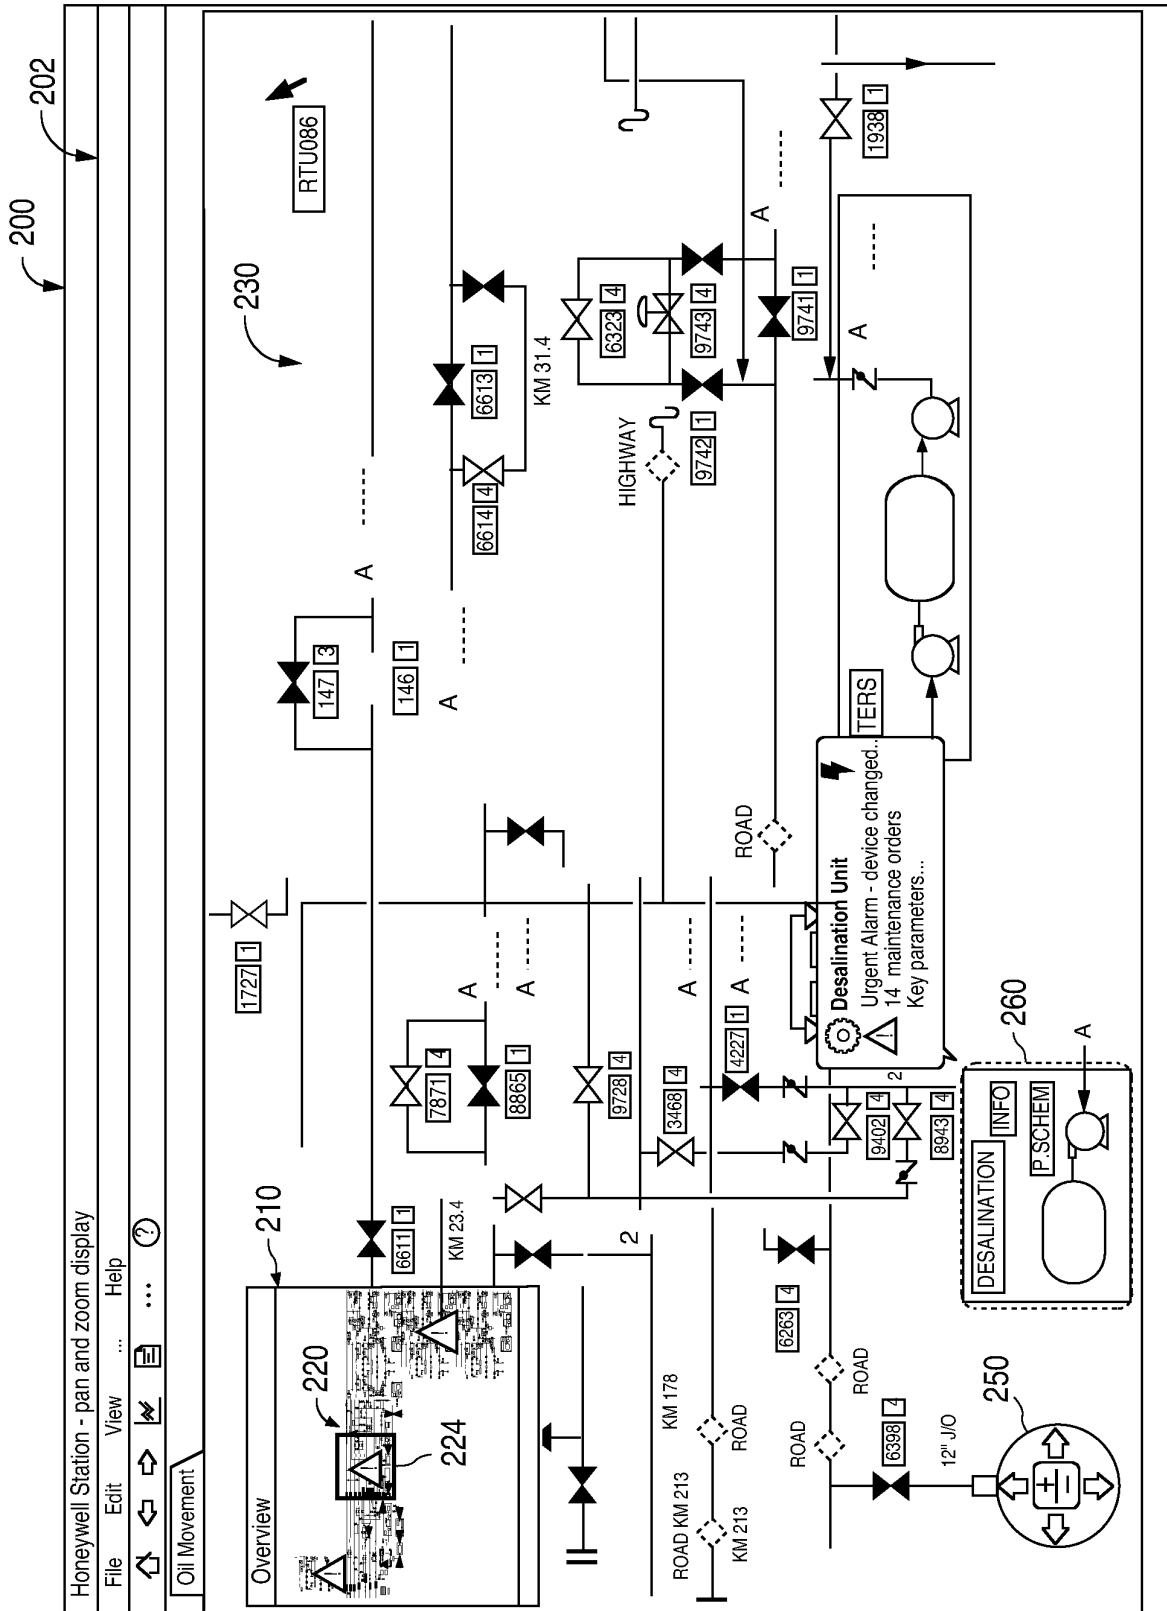 200
202
Honeywell Station - pan and zoom display
File Edit View ... Help
... ?
Oil Movement
Overview
210
220
224
230
RTU086
1727 1
147 3
146 1
A
A
6611 1
KM 23.4
7871 4
8865 1
A
A
6614 4
6613 1
KM 31.4
9728 4
2
3468 4
A
4227 1
A
HIGHWAY
9742 1
6323 4
9743 4
9741 1
A
1938 1
A
ROAD
KM 178
ROAD
ROAD KM 213
KM 213
6263 4
ROAD
ROAD
6398 4
12" J/O
250
9402 4
8943 4
2
Desalination Unit
Urgent Alarm - device changed...
14 maintenance orders
Key parameters...
TERS
260
DESALINATION
INFO
P.SCHEM
A